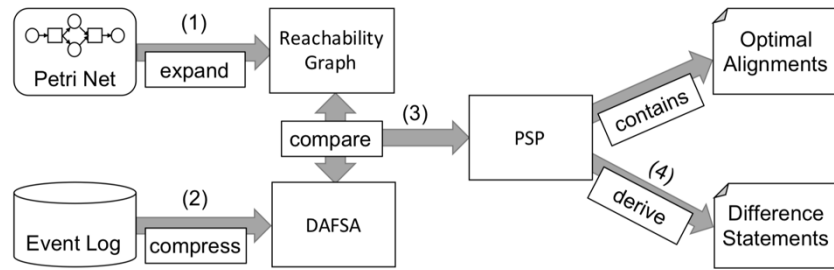 (1)
Petri Net
expand
Reachability
Graph
(3)
compare
PSP
contains
Optimal
Alignments
(4)
derive
Difference
Statements
(2)
Event Log
compress
DAFSA